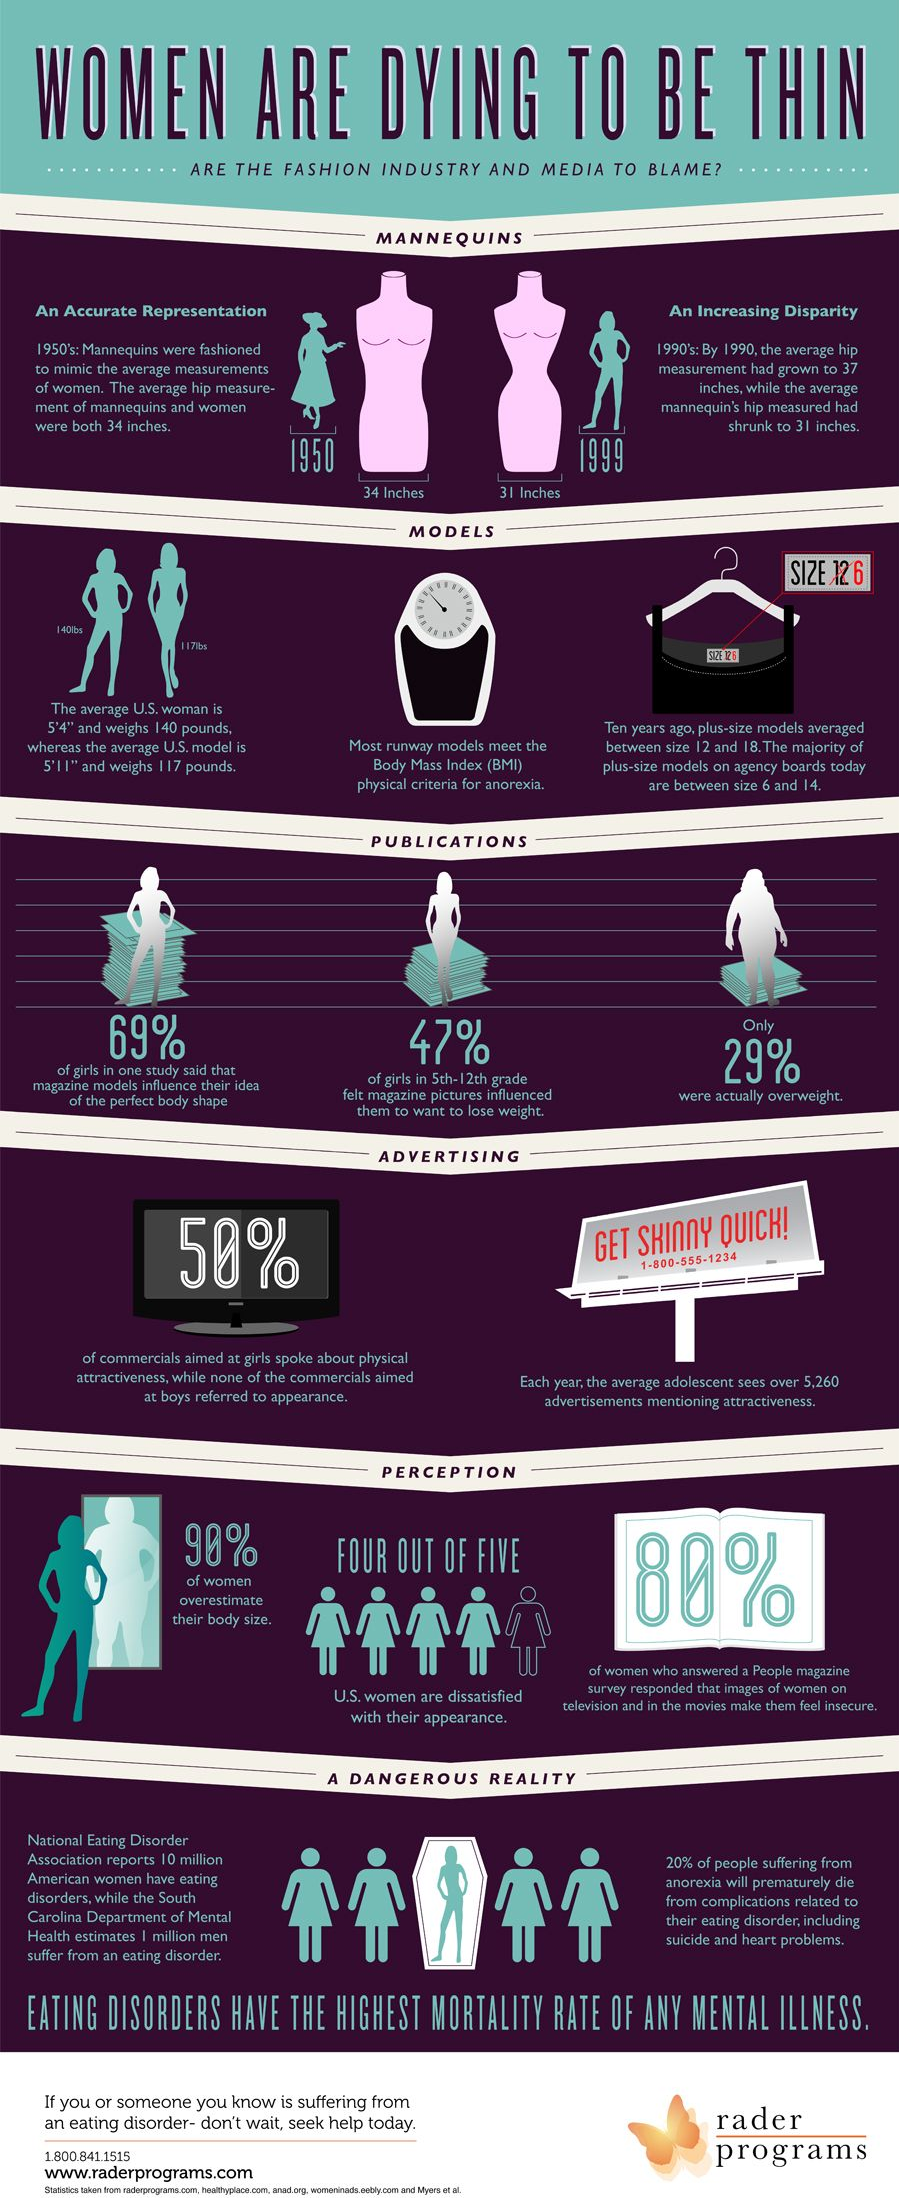 WOMEN ARE DYING TO BE THIN
ARE THE FASHION INDUSTRY AND MEDIA TO BLAME?
MANNEQUINS
An Accurate Representation
1950's: Mannequins were fashioned
to mimic the average measurements
of women. The average hip measure-
ment of mannequins and women
were both 34 inches.
1950
34 Inches
31 Inches
1999
An Increasing Disparity
1990's: By 1990, the average hip
measurement had grown to 37
inches, while the average
mannequin's hip measured had
shrunk to 31 inches.
MODELS
140lbs
117lbs
The average U.S. woman is
5'4" and weighs 140 pounds,
whereas the average U.S. model is
5'11" and weighs 117 pounds.
Most runway models meet the
Body Mass Index (BMI)
physical criteria for anorexia.
SIZE 12 6
SIZE 12 6
Ten years ago, plus-size models averaged
between size 12 and 18.The majority of
plus-size models on agency boards today
are between size 6 and 14.
PUBLICATIONS
69%
of girls in one study said that
magazine models influence their idea
of the perfect body shape
47%
of girls in 5th-12th grade
felt magazine pictures influenced
them to want to lose weight.
Only
29%
were actually overweight.
ADVERTISING
50%
of commercials aimed at girls spoke about physical
attractiveness, while none of the commercials aimed
at boys referred to appearance.
GET SKINNY QUICK!
1-800-555-1234
Each year, the average adolescent sees over 5,260
advertisements mentioning attractiveness.
PERCEPTION
90%
of women
overestimate
their body size.
FOUR OUT OF FIVE
U.S. women are dissatisfied
with their appearance.
80%
of women who answered a People magazine
survey responded that images of women on
television and in the movies make them feel insecure.
A DANGEROUS REALITY
National Eating Disorder
Association reports 10 million
American women have eating
disorders, while the South
Carolina Department of Mental
Health estimates 1 million men
suffer from an eating disorder.
20% of people suffering from
anorexia will prematurely die
from complications related to
their eating disorder, including
suicide and heart problems.
EATING DISORDERS HAVE THE HIGHEST MORTALITY RATE OF ANY MENTAL ILLNESS.
If you or someone you know is suffering from
an eating disorder- don't wait, seek help today.
1.800.841.1515
www.raderprograms.com
Statistics taken from raderprograms.com, healthyplace.com, anad.org, womeninads.eebly.com and Myers et al.
rader
programs